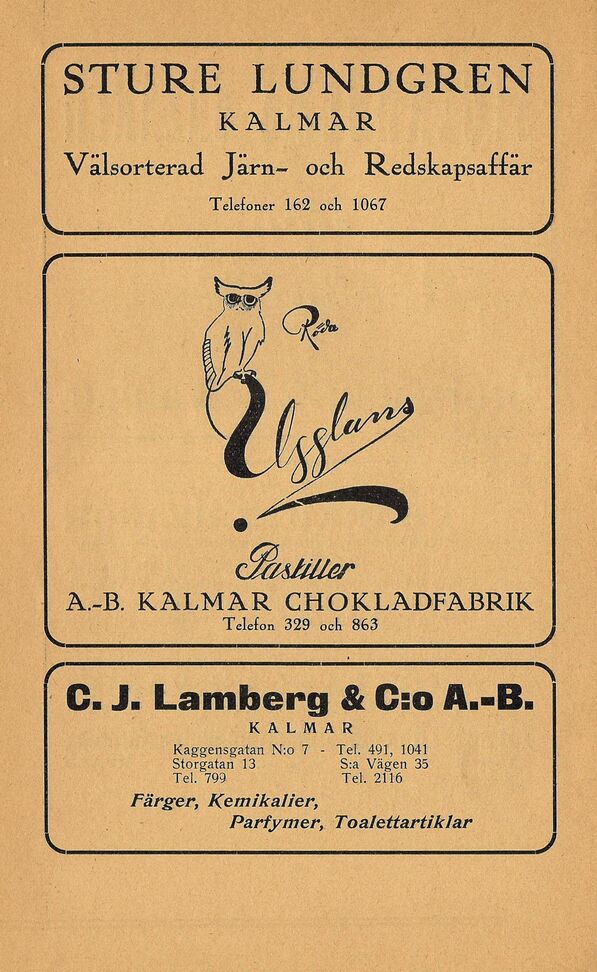 STURE LUNDGREN
KALMAR
Välsorterad Järn- och Redskapsaffär
Telefoner 162 och 1067
Röda
Ugglans
Pastiller
A.-B. KALMAR CHOKLADFABRIK
Telefon 329 och 863
C. J. Lamberg & C:o A.-B.
KALMAR
Kaggensgatan N:o 7 - Tel. 491, 1041
Storgatan 13 S:a Vägen 35
Tel. 799 Tel. 2116
Färger, Kemikalier,
Parfymer, Toalettartiklar